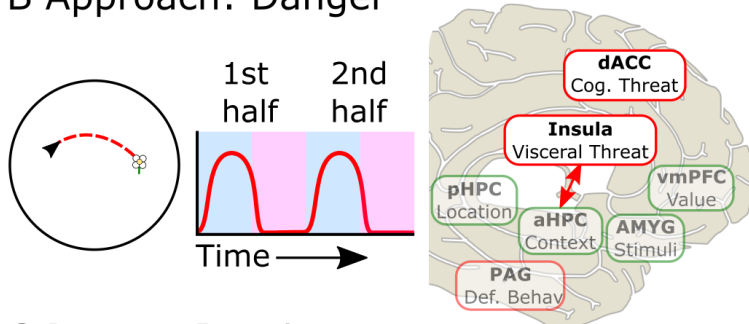 B Approach: Danger
1st half
2nd half
Time
dACC
Cog. Threat
Insula
Visceral Threat
vmPFC
Value
pHPC
Location
aHPC
Context
AMYG
Stimuli
PAG
Def. Behav